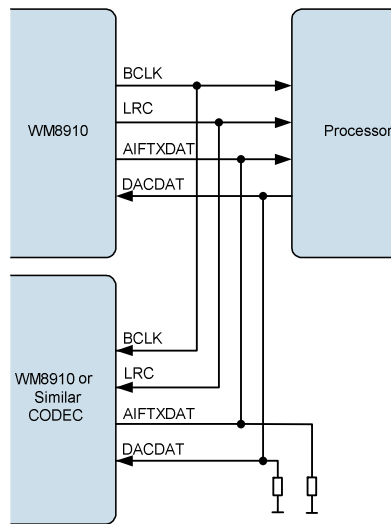 BCLK
LRC
WM8910
Processor
AIFTXDAT
DACDAT
BCLK
LRC
WM8910 or
Similar
CODEC
AIFTXDAT
DACDAT